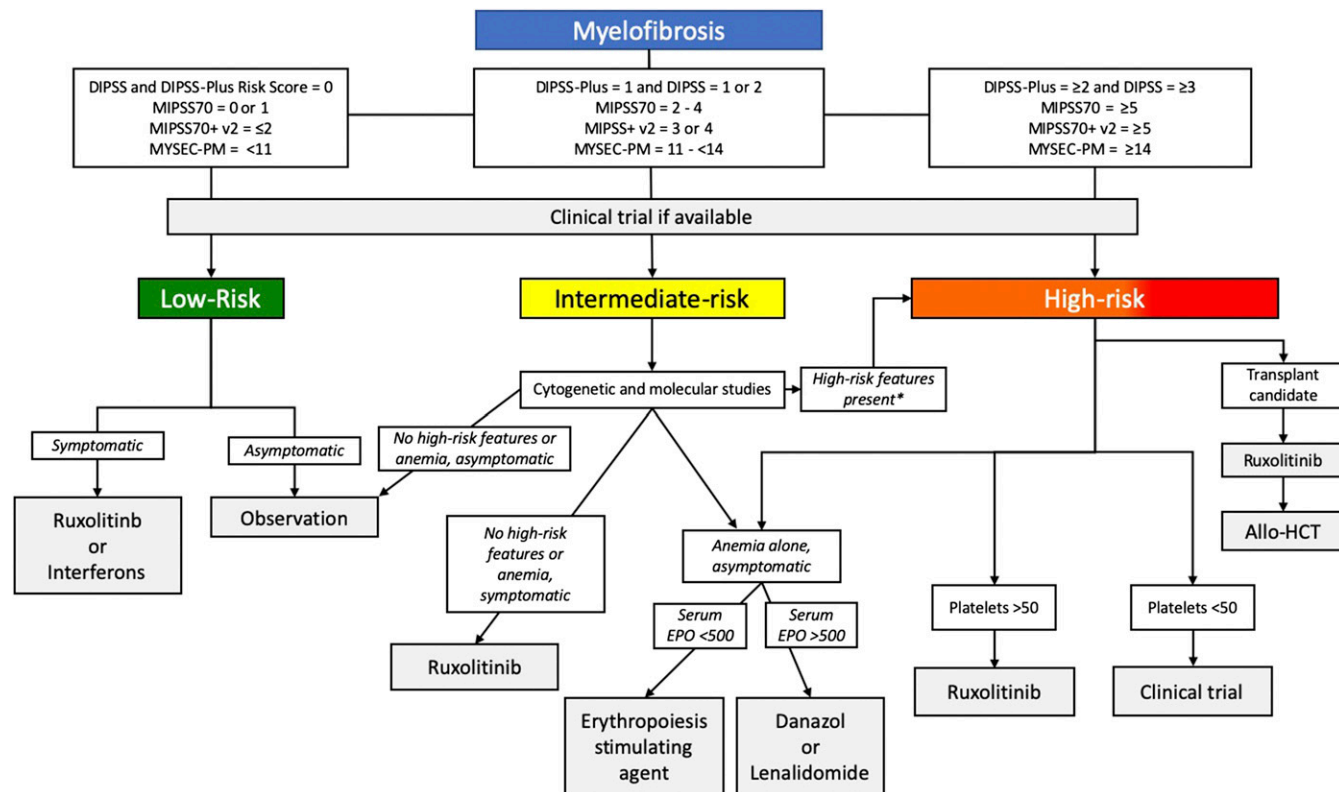 Myelofibrosis
DIPSS and DIPSS-Plus Risk Score = 0
MIPSS70 = 0 or 1
MIPSS70+ v2 = ≤2
MYSEC-PM = <11
DIPSS-Plus = 1 and DIPSS = 1 or 2
MIPSS70 = 2 - 4
MIPSS+ v2 = 3 or 4
MYSEC-PM = 11 - <14
DIPSS-Plus = ≥2 and DIPSS = ≥3
MIPSS70 = ≥5
MIPSS70+ v2 = ≥5
MYSEC-PM = ≥14
Clinical trial if available
Low-Risk
Intermediate-risk
High-risk
Cytogenetic and molecular studies
High-risk features
present*
Transplant
candidate
Symptomatic
Asymptomatic
No high-risk features or
anemia, asymptomatic
Ruxolitinib
Ruxolitinb
or
Interferons
Observation
No high-risk
features or
anemia,
symptomatic
Anemia alone,
asymptomatic
Allo-HCT
Serum
EPO <500
Serum
EPO >500
Platelets >50
Platelets <50
Ruxolitinib
Erythropoiesis
stimulating
agent
Danazol
or
Lenalidomide
Ruxolitinib
Clinical trial